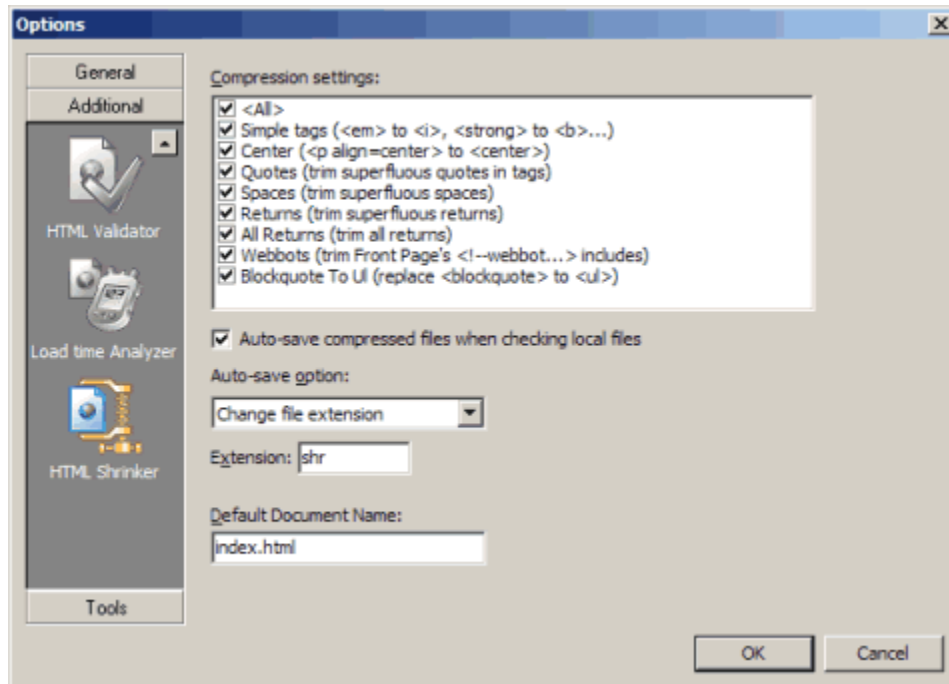 Options
General
Additional
HTML Validator
Load time Analyzer
HTML Shrinker
Tools
Compression settings:
<All>
Simple tags (<em> to <i>, <strong> to <b>...)
Center (<p align=center> to <center>)
Quotes (trim superfluous quotes in tags)
Spaces (trim superfluous spaces)
Returns (trim superfluous returns)
All Returns (trim all returns)
Webbots (trim Front Page's <!--webbot...> includes)
Blockquote To Ul (replace <blockquote> to <ul>)
Auto-save compressed files when checking local files
Auto-save option:
Change file extension
Extension: shr
Default Document Name:
index.html
OK Cancel